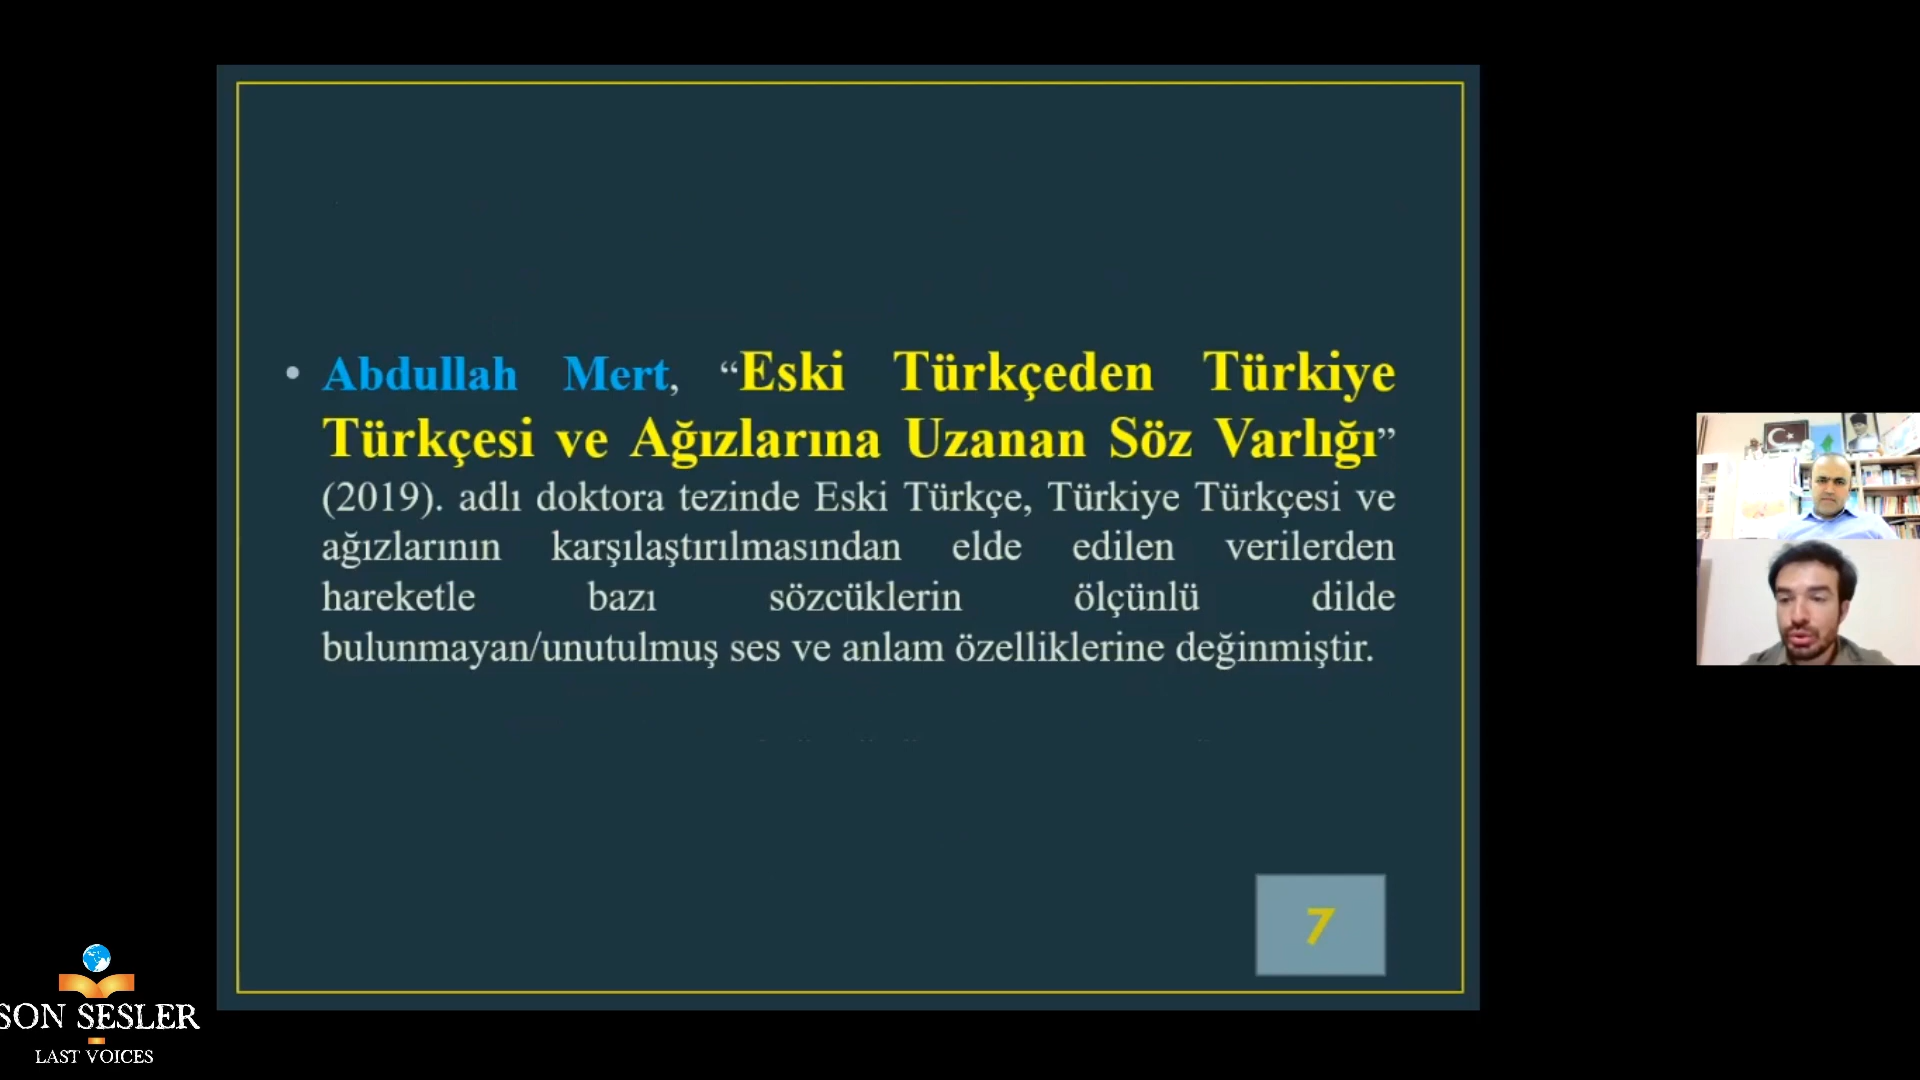 • Abdullah Mert, “Eski Türkçeden Türkiye
Türkçesi ve Ağızlarına Uzanan Söz Varlığı”
(2019). adlı doktora tezinde Eski Türkçe, Türkiye Türkçesi ve
ağızlarının karşılaştırılmasından elde edilen verilerden
hareketle bazı sözcüklerin ölçünlü dilde
bulunmayan/unutulmuş ses ve anlam özelliklerine değinmiştir.
7
SON SESLER
LAST VOICES